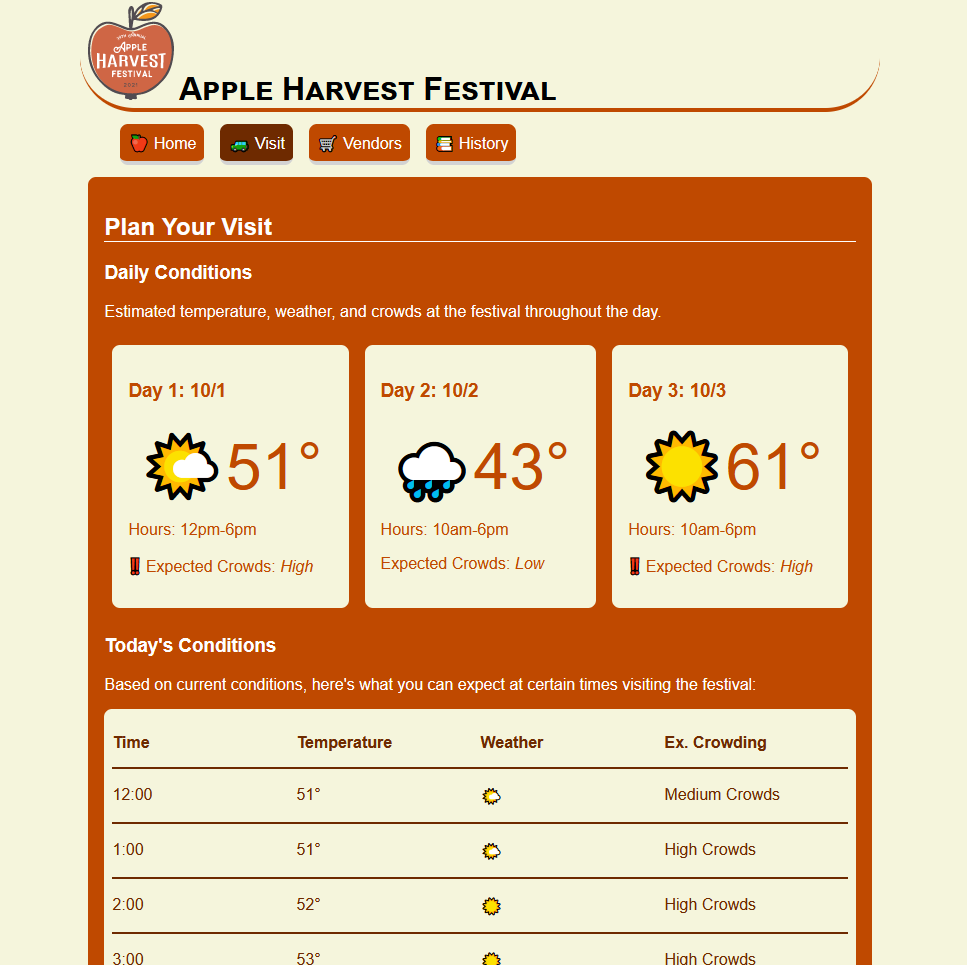 10TH ANNUAL
APPLE
HARVEST
FESTIVAL
2021
APPLE HARVEST FESTIVAL
Home Visit Vendors History
Plan Your Visit
Daily Conditions
Estimated temperature, weather, and crowds at the festival throughout the day.
Day 1: 10/1 Day 2: 10/2 Day 3: 10/3
51° 43° 61°
Hours: 12pm-6pm Hours: 10am-6pm Hours: 10am-6pm
Expected Crowds: High Expected Crowds: Low Expected Crowds: High
Today's Conditions
Based on current conditions, here's what you can expect at certain times visiting the festival:
Time Temperature Weather Ex. Crowding
12:00 51° Medium Crowds
1:00 51° High Crowds
2:00 52° High Crowds
3:00 53° High Crowds